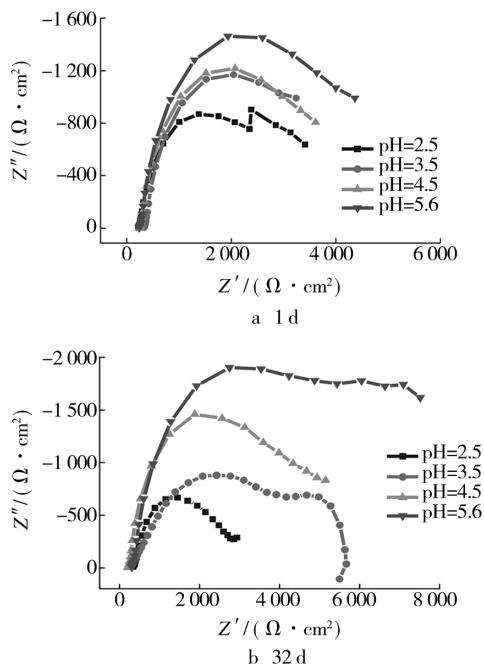 −1 600
−1 200
−800
−400
0
Z″/(Ω·cm²)
pH=2.5
pH=3.5
pH=4.5
pH=5.6
0 2 000 4 000 6 000
Z′/(Ω·cm²)
a 1 d
−2 000
−1 500
−1 000
−500
0
Z″/(Ω·cm²)
pH=2.5
pH=3.5
pH=4.5
pH=5.6
0 2 000 4 000 6 000 8 000
Z′/(Ω·cm²)
b 32 d